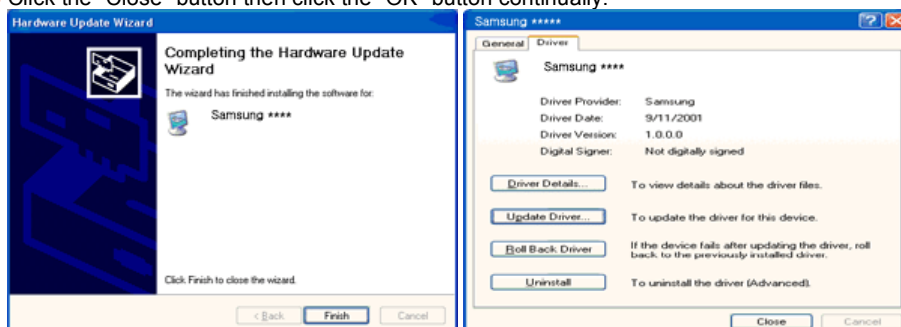 Click the "Close" button then click the "OK" button continually.
Hardware Update Wizard
Completing the Hardware Update
Wizard
The wizard has finished installing the software for:
Samsung ****
Click Finish to close the wizard.
< Back
Finish
Cancel
Samsung *****
General
Driver
Samsung ****
Driver Provider: Samsung
Driver Date: 9/11/2001
Driver Version: 1.0.0.0
Digital Signer: Not digitally signed
Driver Details... To view details about the driver files.
Update Driver... To update the driver for this device.
Roll Back Driver If the device fails after updating the driver, roll
back to the previously installed driver.
Uninstall To uninstall the driver (Advanced).
Close
Cancel